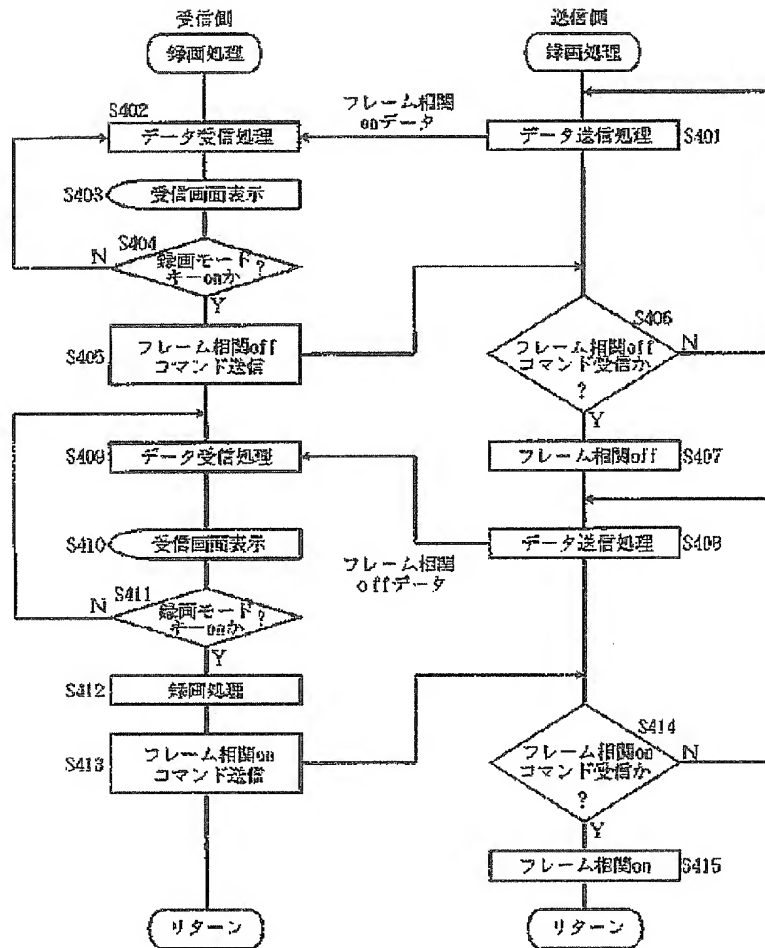 受信側
録画処理
S402
データ受信処理
S403
受信画面表示
S404
録画モード
キーonか
?
N
Y
S405
フレーム相関off
コマンド送信
S409
データ受信処理
S410
受信画面表示
S411
録画モード
キーonか
?
N
Y
S412
録画処理
S413
フレーム相関on
コマンド送信
リターン
フレーム相関
onデータ
フレーム相関
offデータ
送信側
録画処理
データ送信処理
S401
S406
フレーム相関off
コマンド受信か
?
N
Y
フレーム相関off
S407
データ送信処理
S408
S414
フレーム相関on
コマンド受信か
?
N
Y
フレーム相関on
S415
リターン